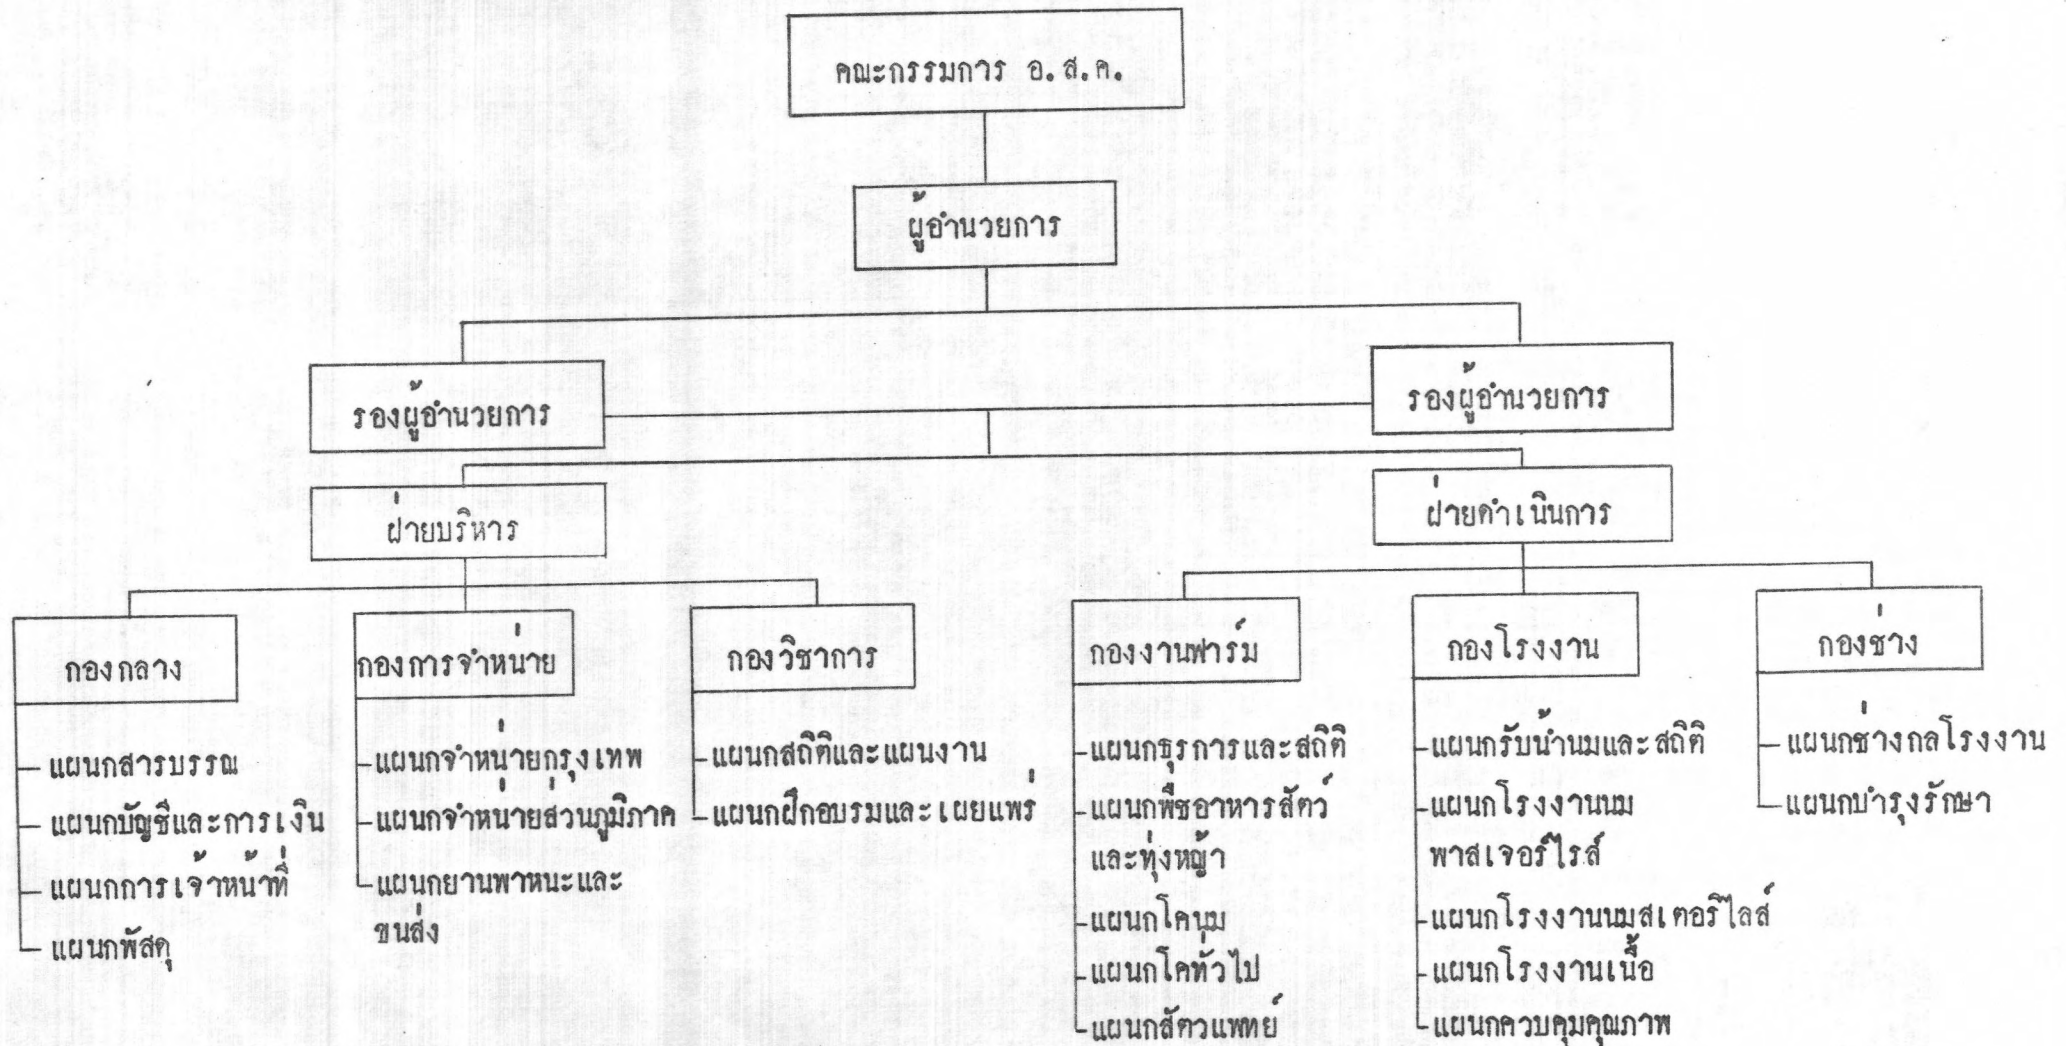 คณะกรรมการ อ.ส.ค.
ผู้อำนวยการ
รองผู้อำนวยการ
รองผู้อำนวยการ
ฝ่ายบริหาร
ฝ่ายดำเนินการ
กองกลาง
แผนกสารบรรณ
แผนกบัญชีและการเงิน
แผนกการเจ้าหน้าที่
แผนกพัสดุ
กองการจำหน่าย
แผนกจำหน่ายกรุงเทพ
แผนกจำหน่ายส่วนภูมิภาค
แผนกยานพาหนะและ
ขนส่ง
กองวิชาการ
แผนกสถิติและแผนงาน
แผนกฝึกอบรมและเผยแพร่
กองงานฟาร์ม
แผนกธุรการและสถิติ
แผนกพืชอาหารสัตว์
และทุ่งหญ้า
แผนกโคนม
แผนกโคทั่วไป
แผนกสัตวแพทย์
กองโรงงาน
แผนกรับน้ำนมและสถิติ
แผนกโรงงานนม
พาสเจอร์ไรส์
แผนกโรงงานนมสเตอริไลส์
แผนกโรงงานเนื้อ
แผนกควบคุมคุณภาพ
กองช่าง
แผนกช่างกลโรงงาน
แผนกบำรุงรักษา